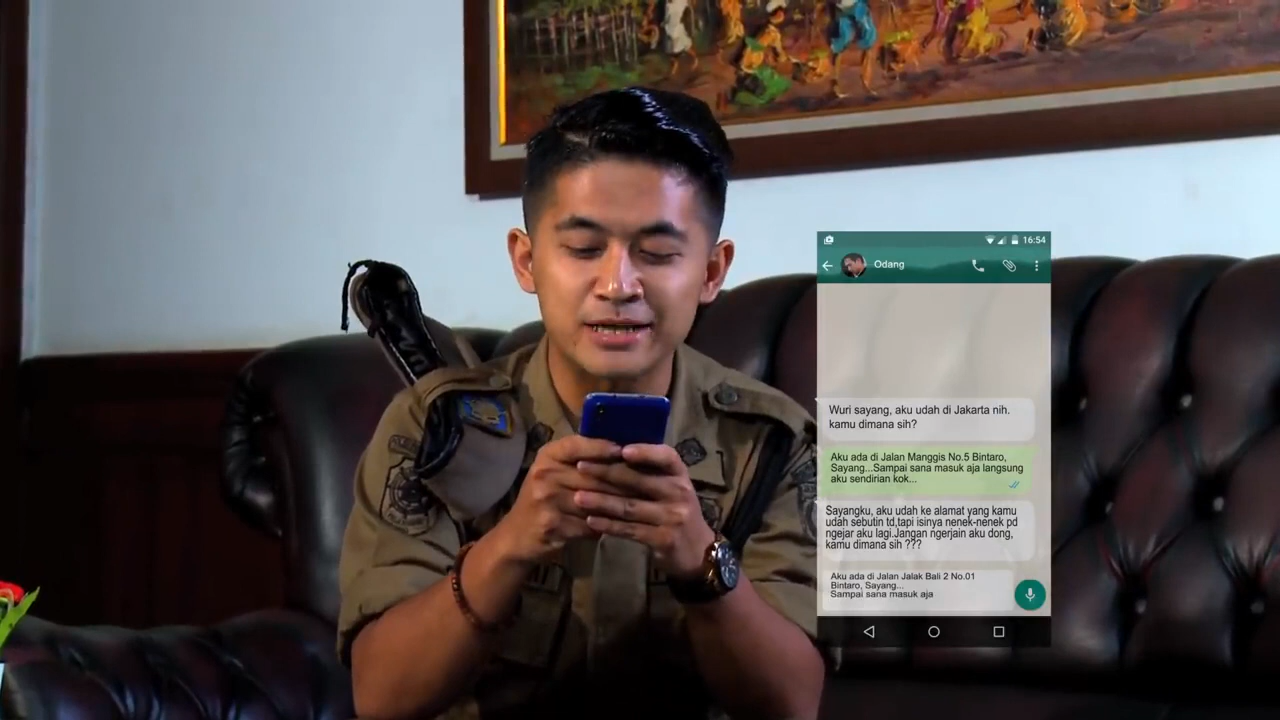 16:54
Odang
Wuri sayang, aku udah di Jakarta nih.
kamu dimana sih?
Aku ada di Jalan Manggis No.5 Bintaro,
Sayang...Sampai sana masuk aja langsung
aku sendirian kok...
Sayangku, aku udah ke alamat yang kamu
udah sebutin td,tapi isinya nenek-nenek pd
ngejar aku lagi.Jangan ngerjain aku dong,
kamu dimana sih ???
Aku ada di Jalan Jalak Bali 2 No.01
Bintaro, Sayang...
Sampai sana masuk aja